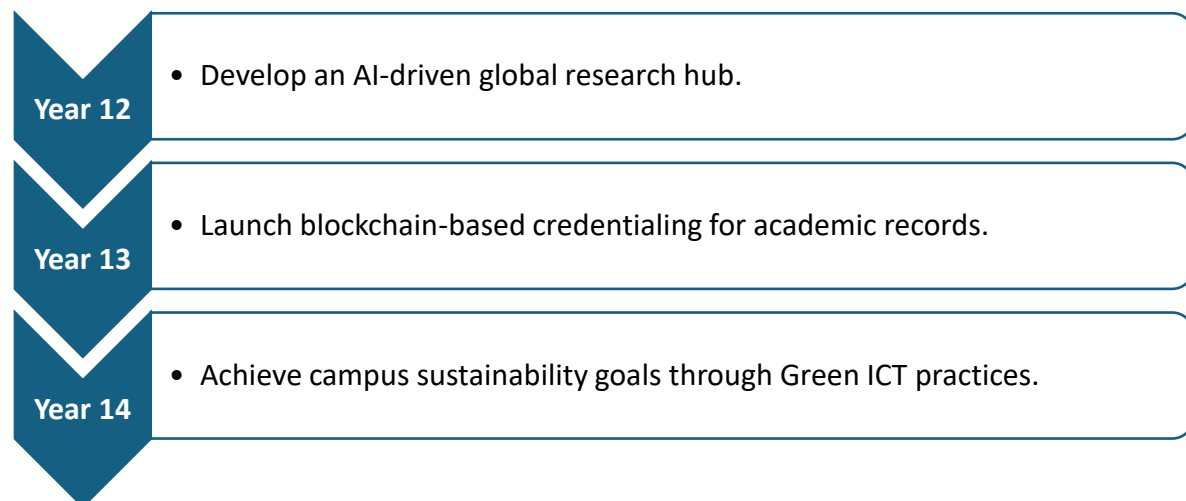 Year 12
• Develop an AI-driven global research hub.
Year 13
• Launch blockchain-based credentialing for academic records.
Year 14
• Achieve campus sustainability goals through Green ICT practices.